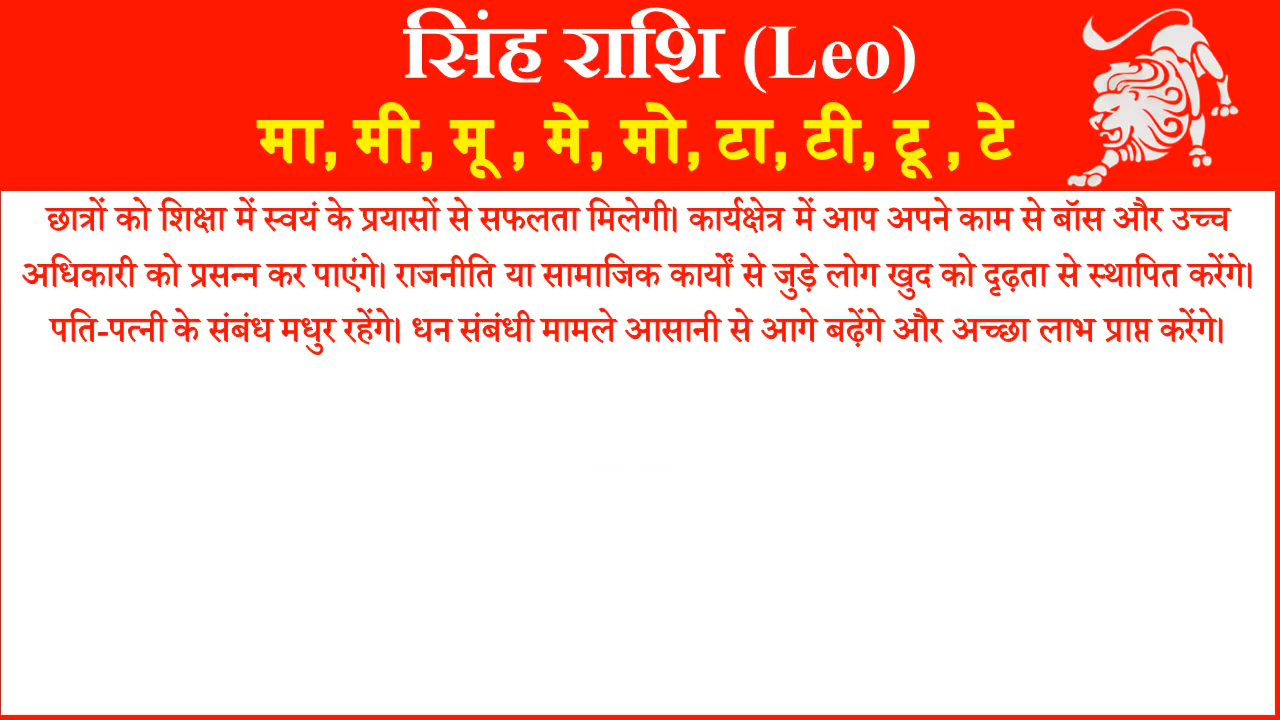 सिंह राशि (Leo)
मा, मी, मू , मे, मो, टा, टी, टू , टे
छात्रों को शिक्षा में स्वयं के प्रयासों से सफलता मिलेगी। कार्यक्षेत्र में आप अपने काम से बॉस और उच्च
अधिकारी को प्रसन्न कर पाएंगे। राजनीति या सामाजिक कार्यों से जुड़े लोग खुद को दृढ़ता से स्थापित करेंगे।
पति-पत्नी के संबंध मधुर रहेंगे। धन संबंधी मामले आसानी से आगे बढ़ेंगे और अच्छा लाभ प्राप्त करेंगे।